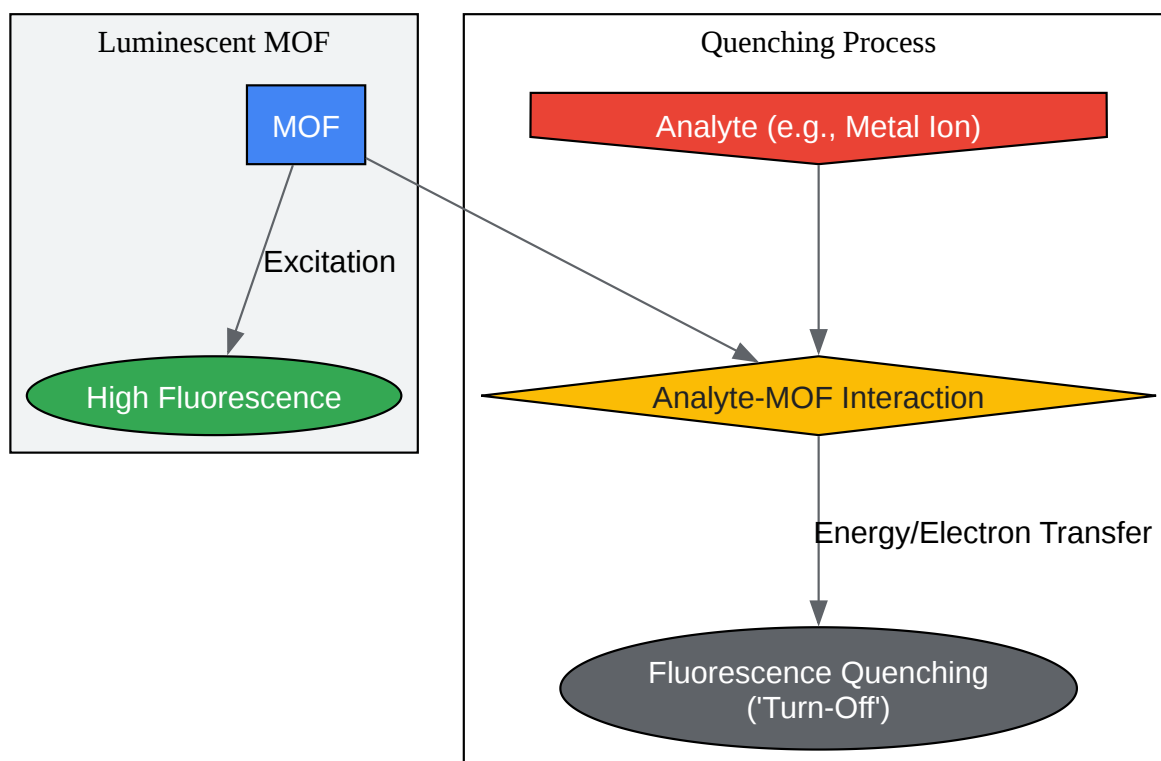 Luminescent MOF
MOF
Excitation
High Fluorescence
Quenching Process
Analyte (e.g., Metal Ion)
Analyte-MOF Interaction
Energy/Electron Transfer
Fluorescence Quenching
('Turn-Off')